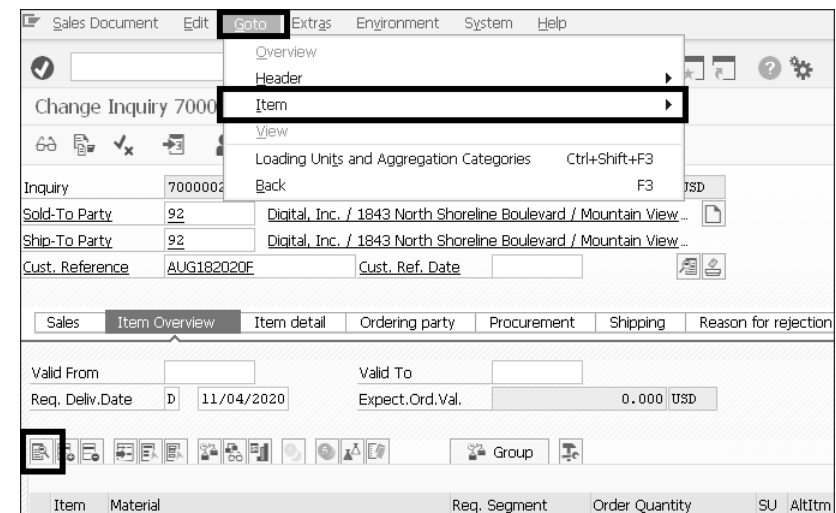 Sales Document Edit Goto Extras Environment System Help
Overview
Header
Item
View
Loading Units and Aggregation Categories Ctrl+Shift+F3
Back F3
Change Inquiry 7000
Inquiry 7000002 USD
Sold-To Party 92 Digital, Inc. / 1843 North Shoreline Boulevard / Mountain View...
Ship-To Party 92 Digital, Inc. / 1843 North Shoreline Boulevard / Mountain View...
Cust. Reference AUG182020F Cust. Ref. Date
Sales Item Overview Item detail Ordering party Procurement Shipping Reason for rejection
Valid From Valid To
Req. Deliv.Date D 11/04/2020 Expect.Ord.Val. 0.000 USD
Group
Item Material Req. Segment Order Quantity SU AltItm